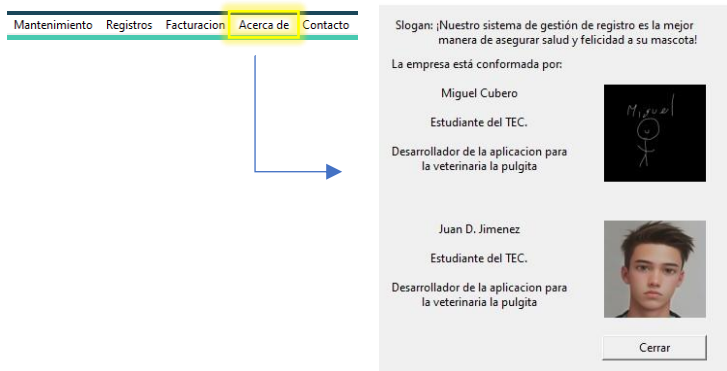 Mantenimiento Registros Facturacion Acerca de Contacto
Slogan: ¡Nuestro sistema de gestión de registro es la mejor
manera de asegurar salud y felicidad a su mascota!
La empresa está conformada por:
Miguel Cubero
Miguel
Estudiante del TEC.
Desarrollador de la aplicacion para
la veterinaria la pulgita
Juan D. Jimenez
Estudiante del TEC.
Desarrollador de la aplicacion para
la veterinaria la pulgita
Cerrar